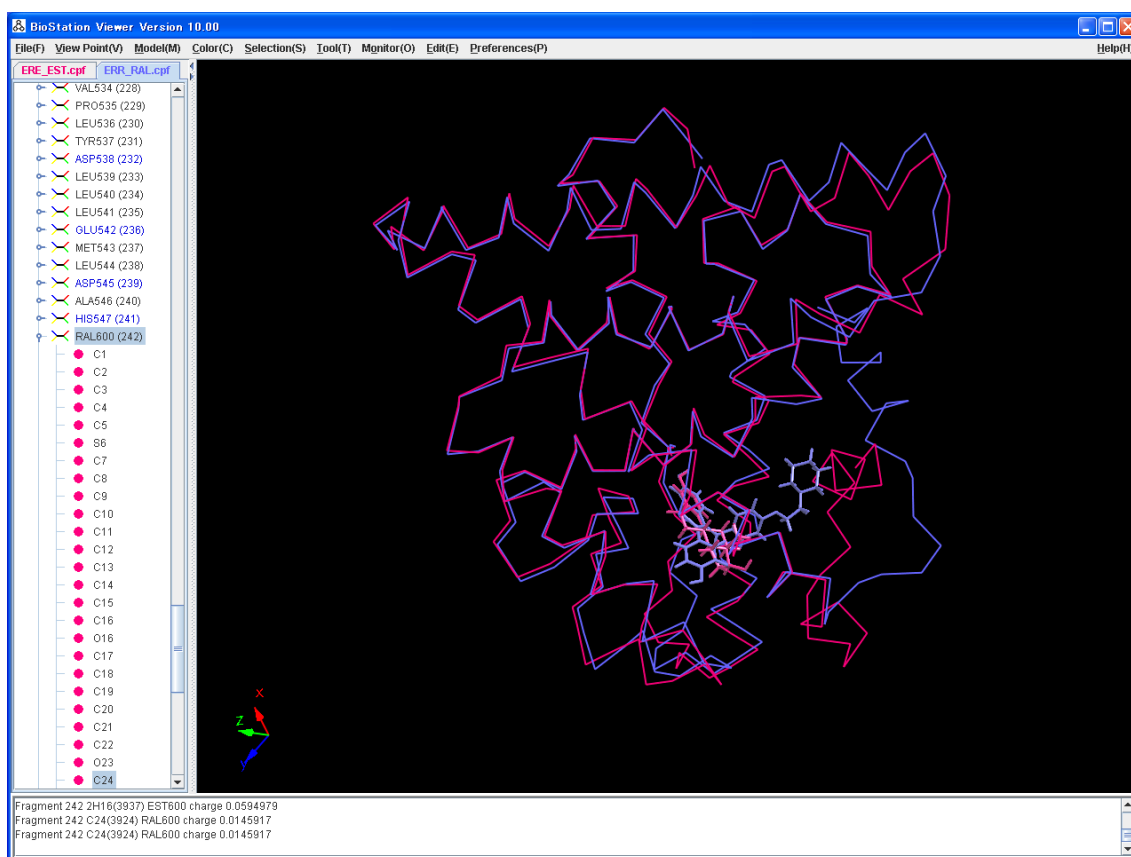 BioStation Viewer Version 10.00
File(F) View Point(V) Model(M) Color(C) Selection(S) Tool(T) Monitor(O) Edit(E) Preferences(P) Help(H)
ERE_EST.cpf ERR_RAL.cpf
VAL534 (228)
PRO535 (229)
LEU536 (230)
TYR537 (231)
ASP538 (232)
LEU539 (233)
LEU540 (234)
LEU541 (235)
GLU542 (236)
MET543 (237)
LEU544 (238)
ASP545 (239)
ALA546 (240)
HIS547 (241)
RAL600 (242)
C1
C2
C3
C4
C5
S6
C7
C8
C9
C10
C11
C12
C13
C14
C15
C16
O16
C17
C18
C19
C20
C21
C22
O23
C24
X
Z
Y
Fragment 242 2H16(3937) EST600 charge 0.0594979
Fragment 242 C24(3924) RAL600 charge 0.0145917
Fragment 242 C24(3924) RAL600 charge 0.0145917